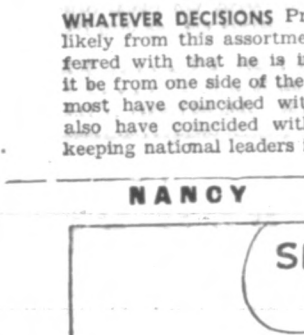 WHATEVER DECISIONS Pr
likely from this assortme
ferred with that he is i
it be from one side of the
most have coincided wit
also have coincided with
keeping national leaders
NANCY
S